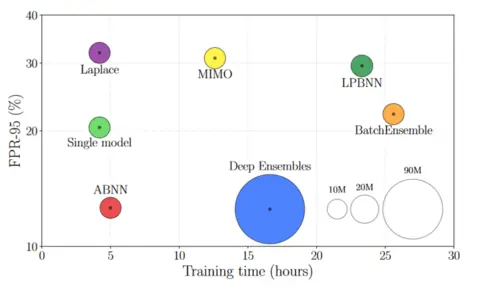 40
30
20
10
FPR-95 (%)
Laplace
MIMO
LPBNN
Single model
BatchEnsemble
ABNN
Deep Ensembles
10M
20M
90M
0
5
10
15
20
25
30
Training time (hours)